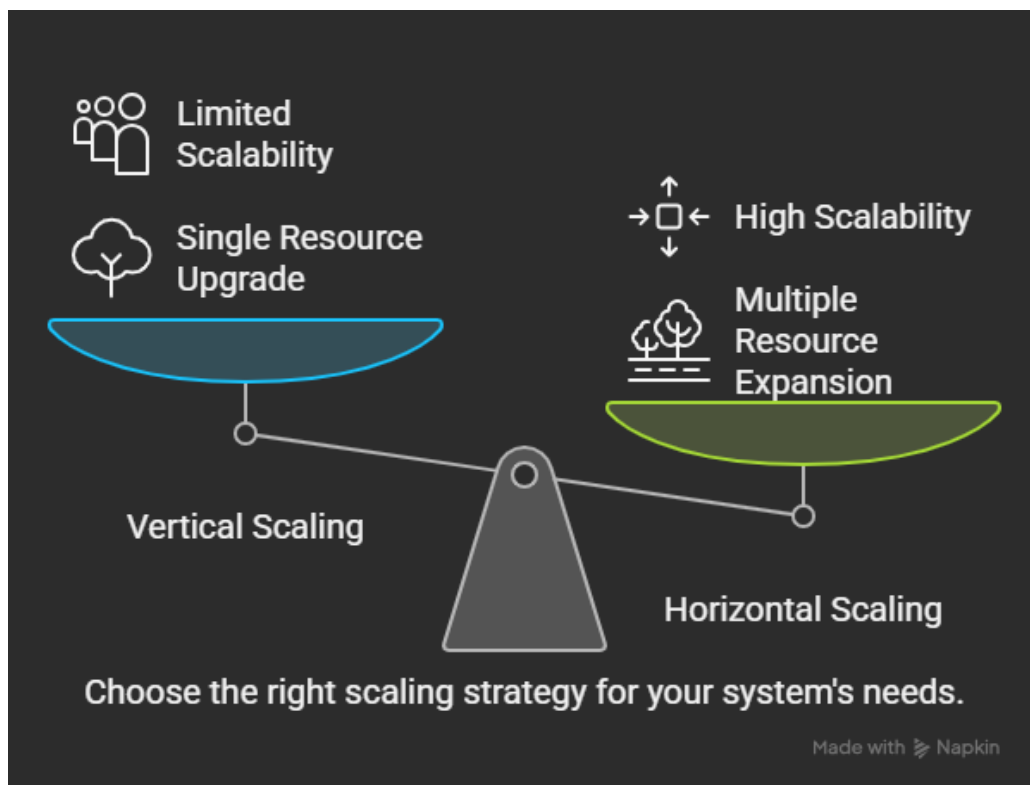 Limited
Scalability
Single Resource
Upgrade
High Scalability
Multiple
Resource
Expansion
Vertical Scaling
Horizontal Scaling
Choose the right scaling strategy for your system's needs.
Made with Napkin